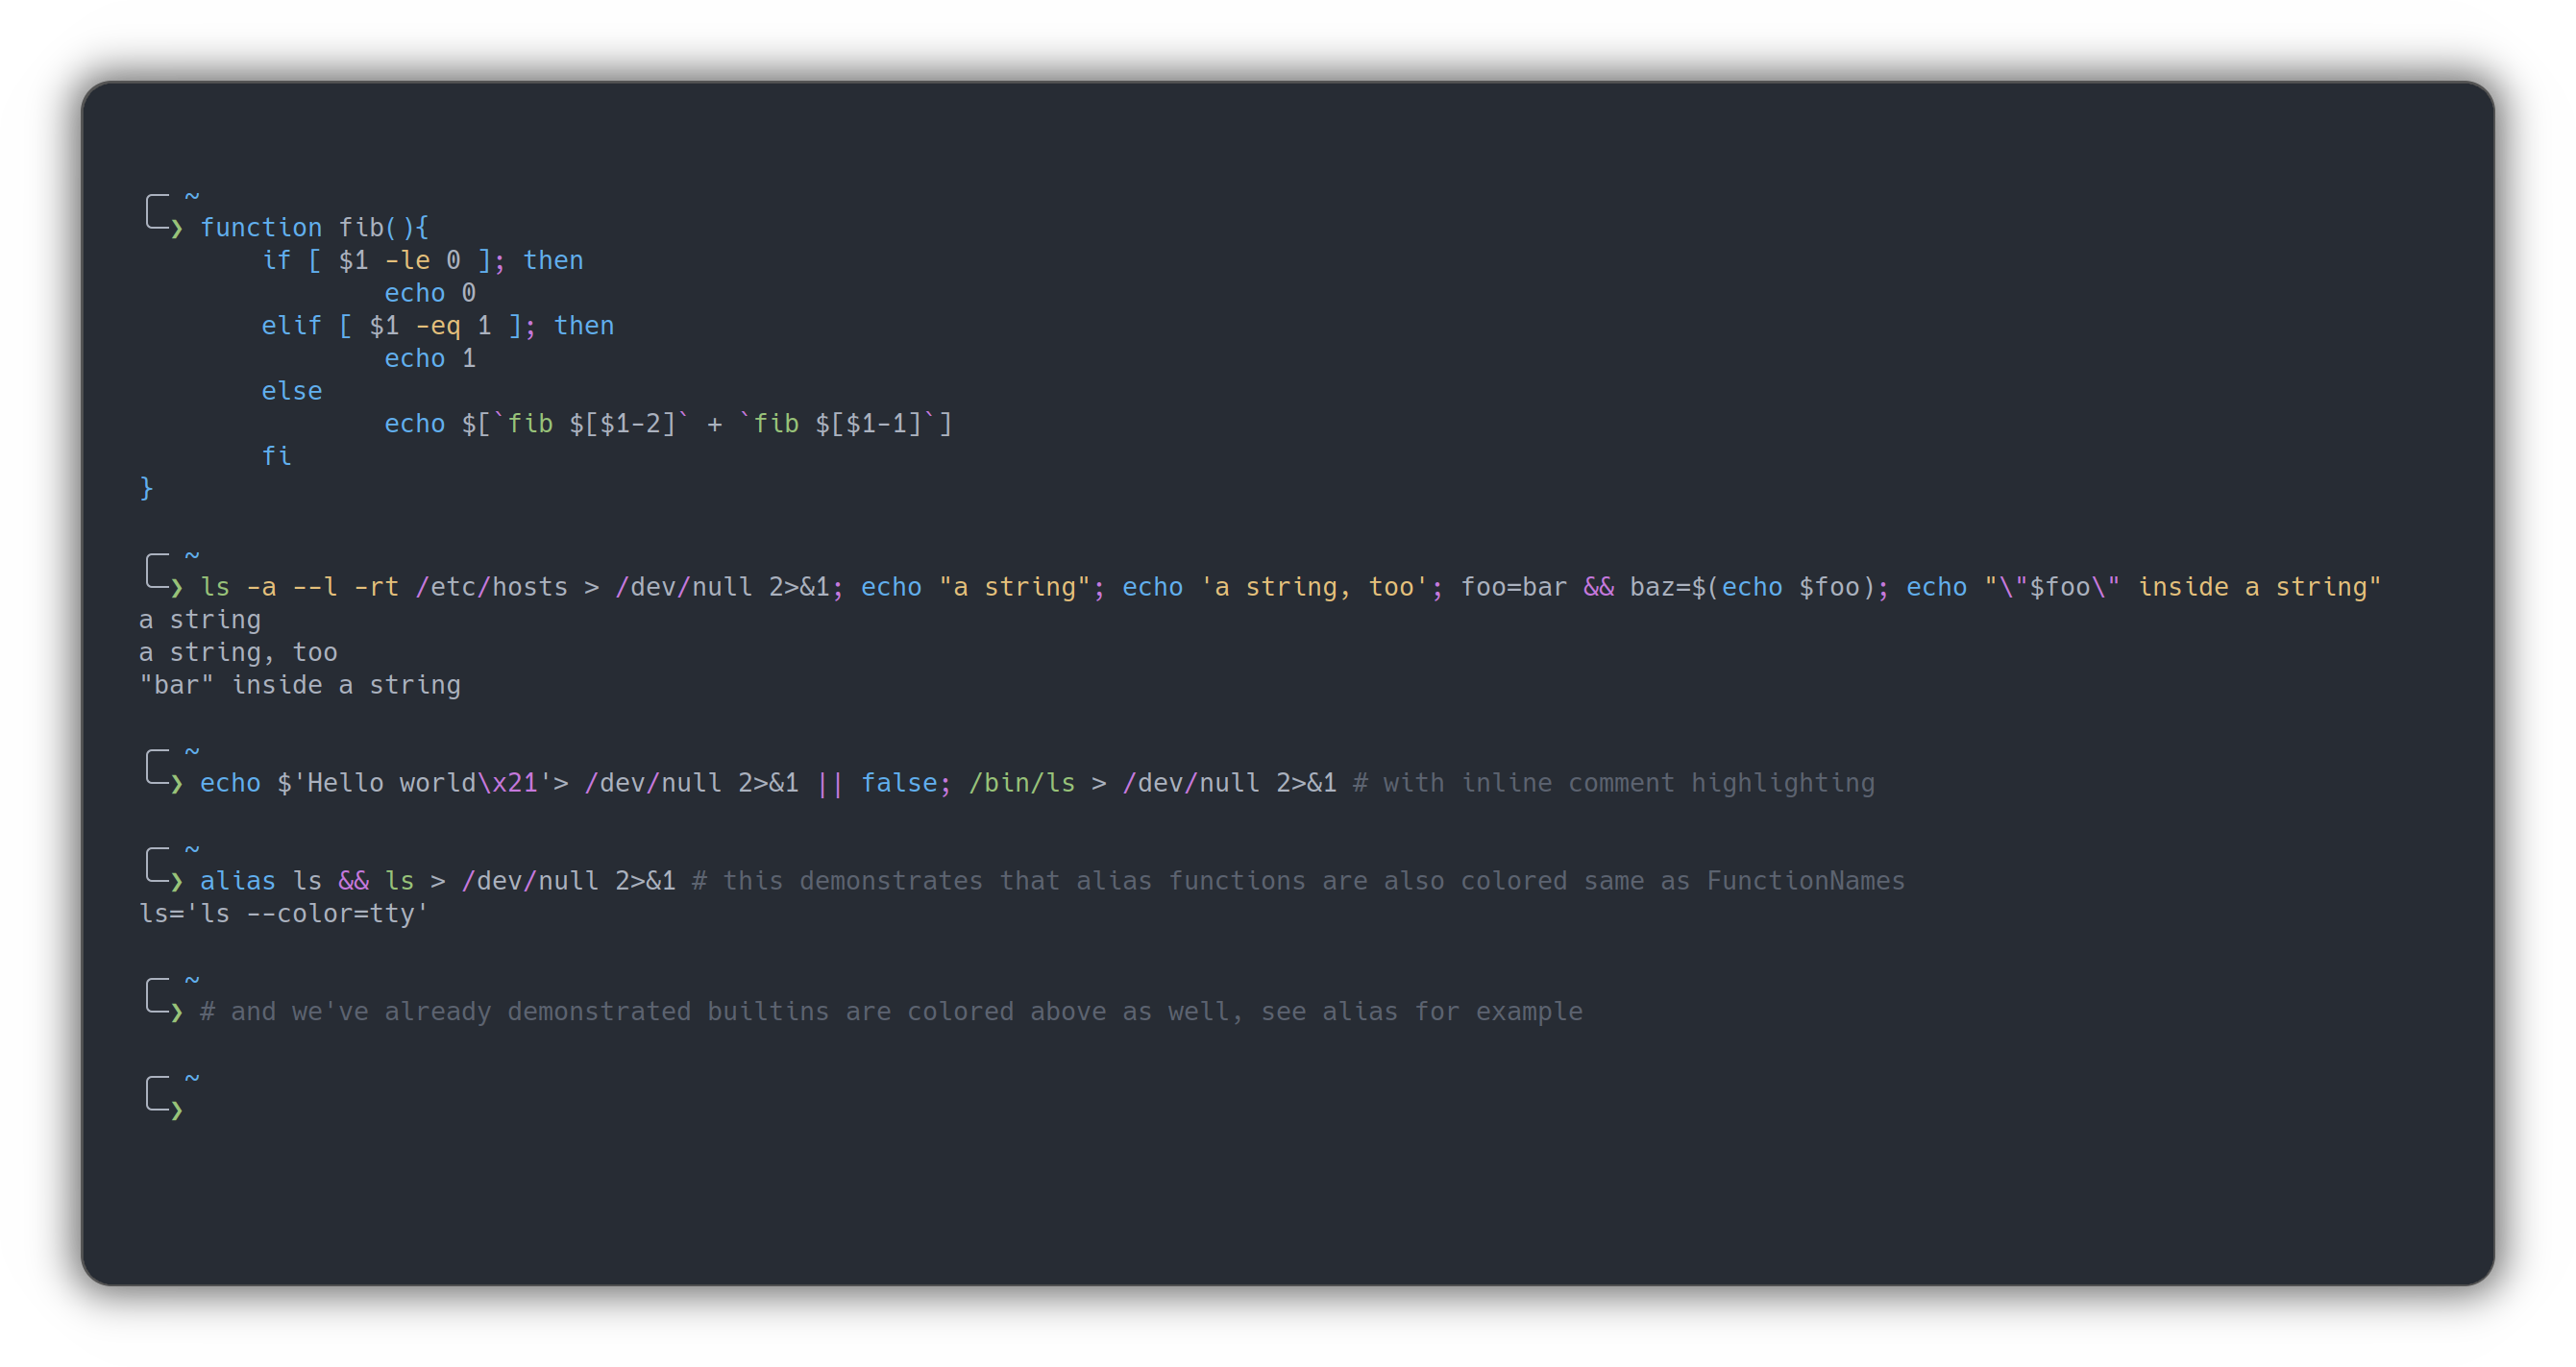 ~
❯ function fib(){
if [ $1 -le 0 ]; then
echo 0
elif [ $1 -eq 1 ]; then
echo 1
else
echo $[`fib $[$1-2]` + `fib $[$1-1]`]
fi
}
~
❯ ls -a --l -rt /etc/hosts > /dev/null 2>&1; echo "a string"; echo 'a string, too'; foo=bar && baz=$(echo $foo); echo "\"$foo\" inside a string"
a string
a string, too
"bar" inside a string
~
❯ echo $'Hello world\x21'> /dev/null 2>&1 || false; /bin/ls > /dev/null 2>&1 # with inline comment highlighting
~
❯ alias ls && ls > /dev/null 2>&1 # this demonstrates that alias functions are also colored same as FunctionNames
ls='ls --color=tty'
~
❯ # and we've already demonstrated builtins are colored above as well, see alias for example
~
❯